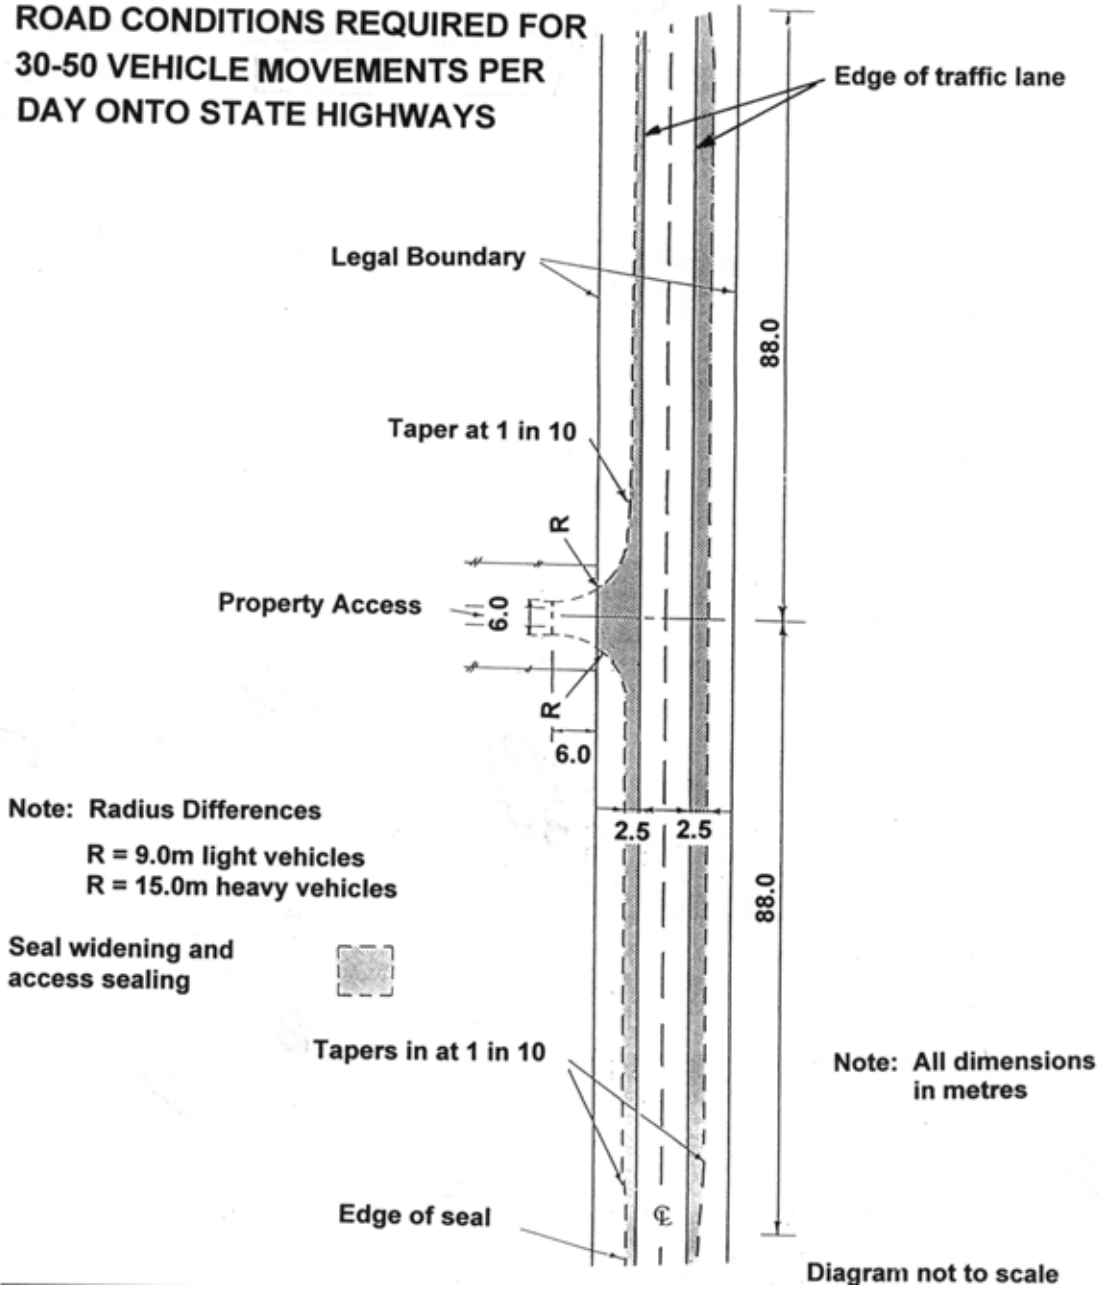 ROAD CONDITIONS REQUIRED FOR
30-50 VEHICLE MOVEMENTS PER
DAY ONTO STATE HIGHWAYS
Edge of traffic lane
Legal Boundary
88.0
Taper at 1 in 10
R
Property Access
6.0
R
6.0
Note: Radius Differences
2.5 2.5
R = 9.0m light vehicles
R = 15.0m heavy vehicles
88.0
Seal widening and
access sealing
Tapers in at 1 in 10
Note: All dimensions
in metres
Edge of seal
℄
Diagram not to scale